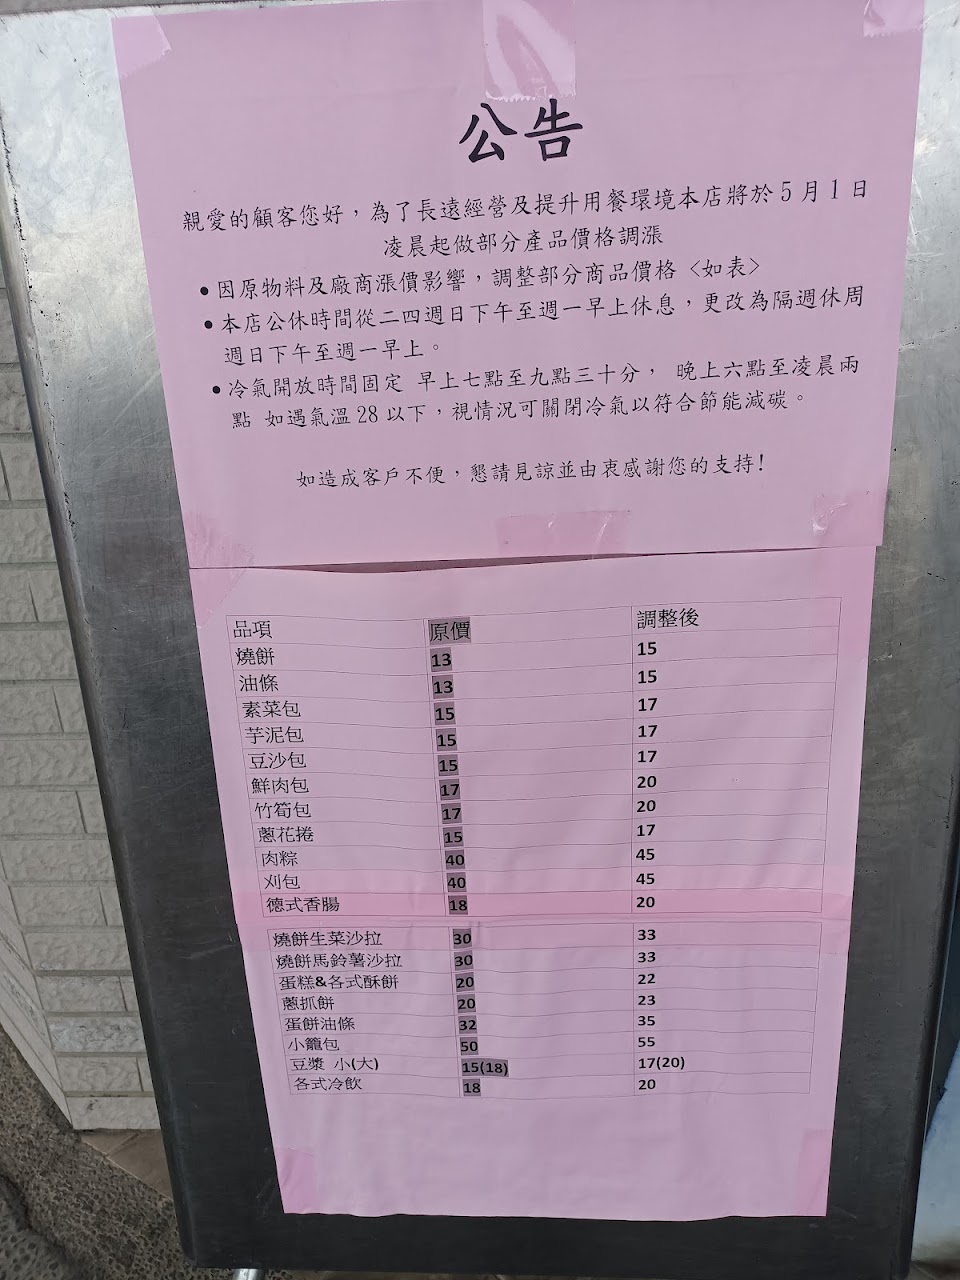 公告
親愛的顧客您好，為了長遠經營及提升用餐環境本店將於5月1日
凌晨起做部分產品價格調漲
●因原物料及廠商漲價影響，調整部分商品價格〈如表〉
●本店公休時間從二四週日下午至週一早上休息，更改為隔週休周
週日下午至週一早上。
●冷氣開放時間固定 早上七點至九點三十分， 晚上六點至凌晨兩
點 如遇氣溫28以下，視情況可關閉冷氣以符合節能減碳。
如造成客戶不便，懇請見諒並由衷感謝您的支持!
品項 原價 調整後
燒餅 13 15
油條 13 15
素菜包 15 17
芋泥包 15 17
豆沙包 15 17
鮮肉包 17 20
竹筍包 17 20
蔥花捲 15 17
肉粽 40 45
刈包 40 45
德式香腸 18 20
燒餅生菜沙拉 30 33
燒餅馬鈴薯沙拉 30 33
蛋糕&各式酥餅 20 22
蔥抓餅 20 23
蛋餅油條 32 35
小籠包 50 55
豆漿 小(大) 15(18) 17(20)
各式冷飲 18 20